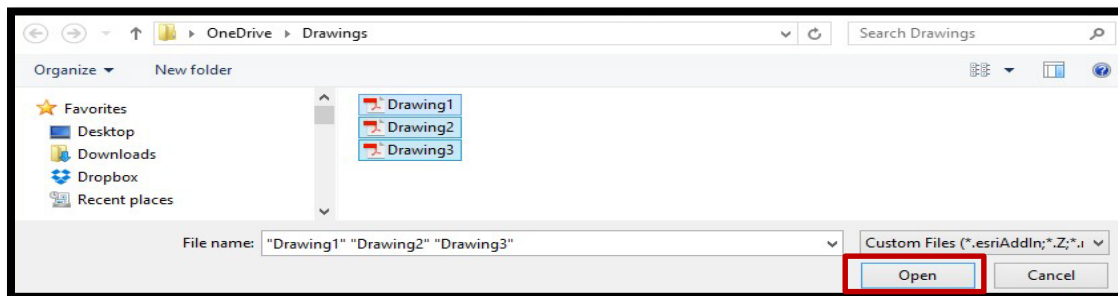 OneDrive Drawings Search Drawings
Organize New folder
Favorites
Desktop
Downloads
Dropbox
Recent places
Drawing1
Drawing2
Drawing3
File name: "Drawing1" "Drawing2" "Drawing3" Custom Files (*.esriAddIn;*.Z;*.
Open Cancel